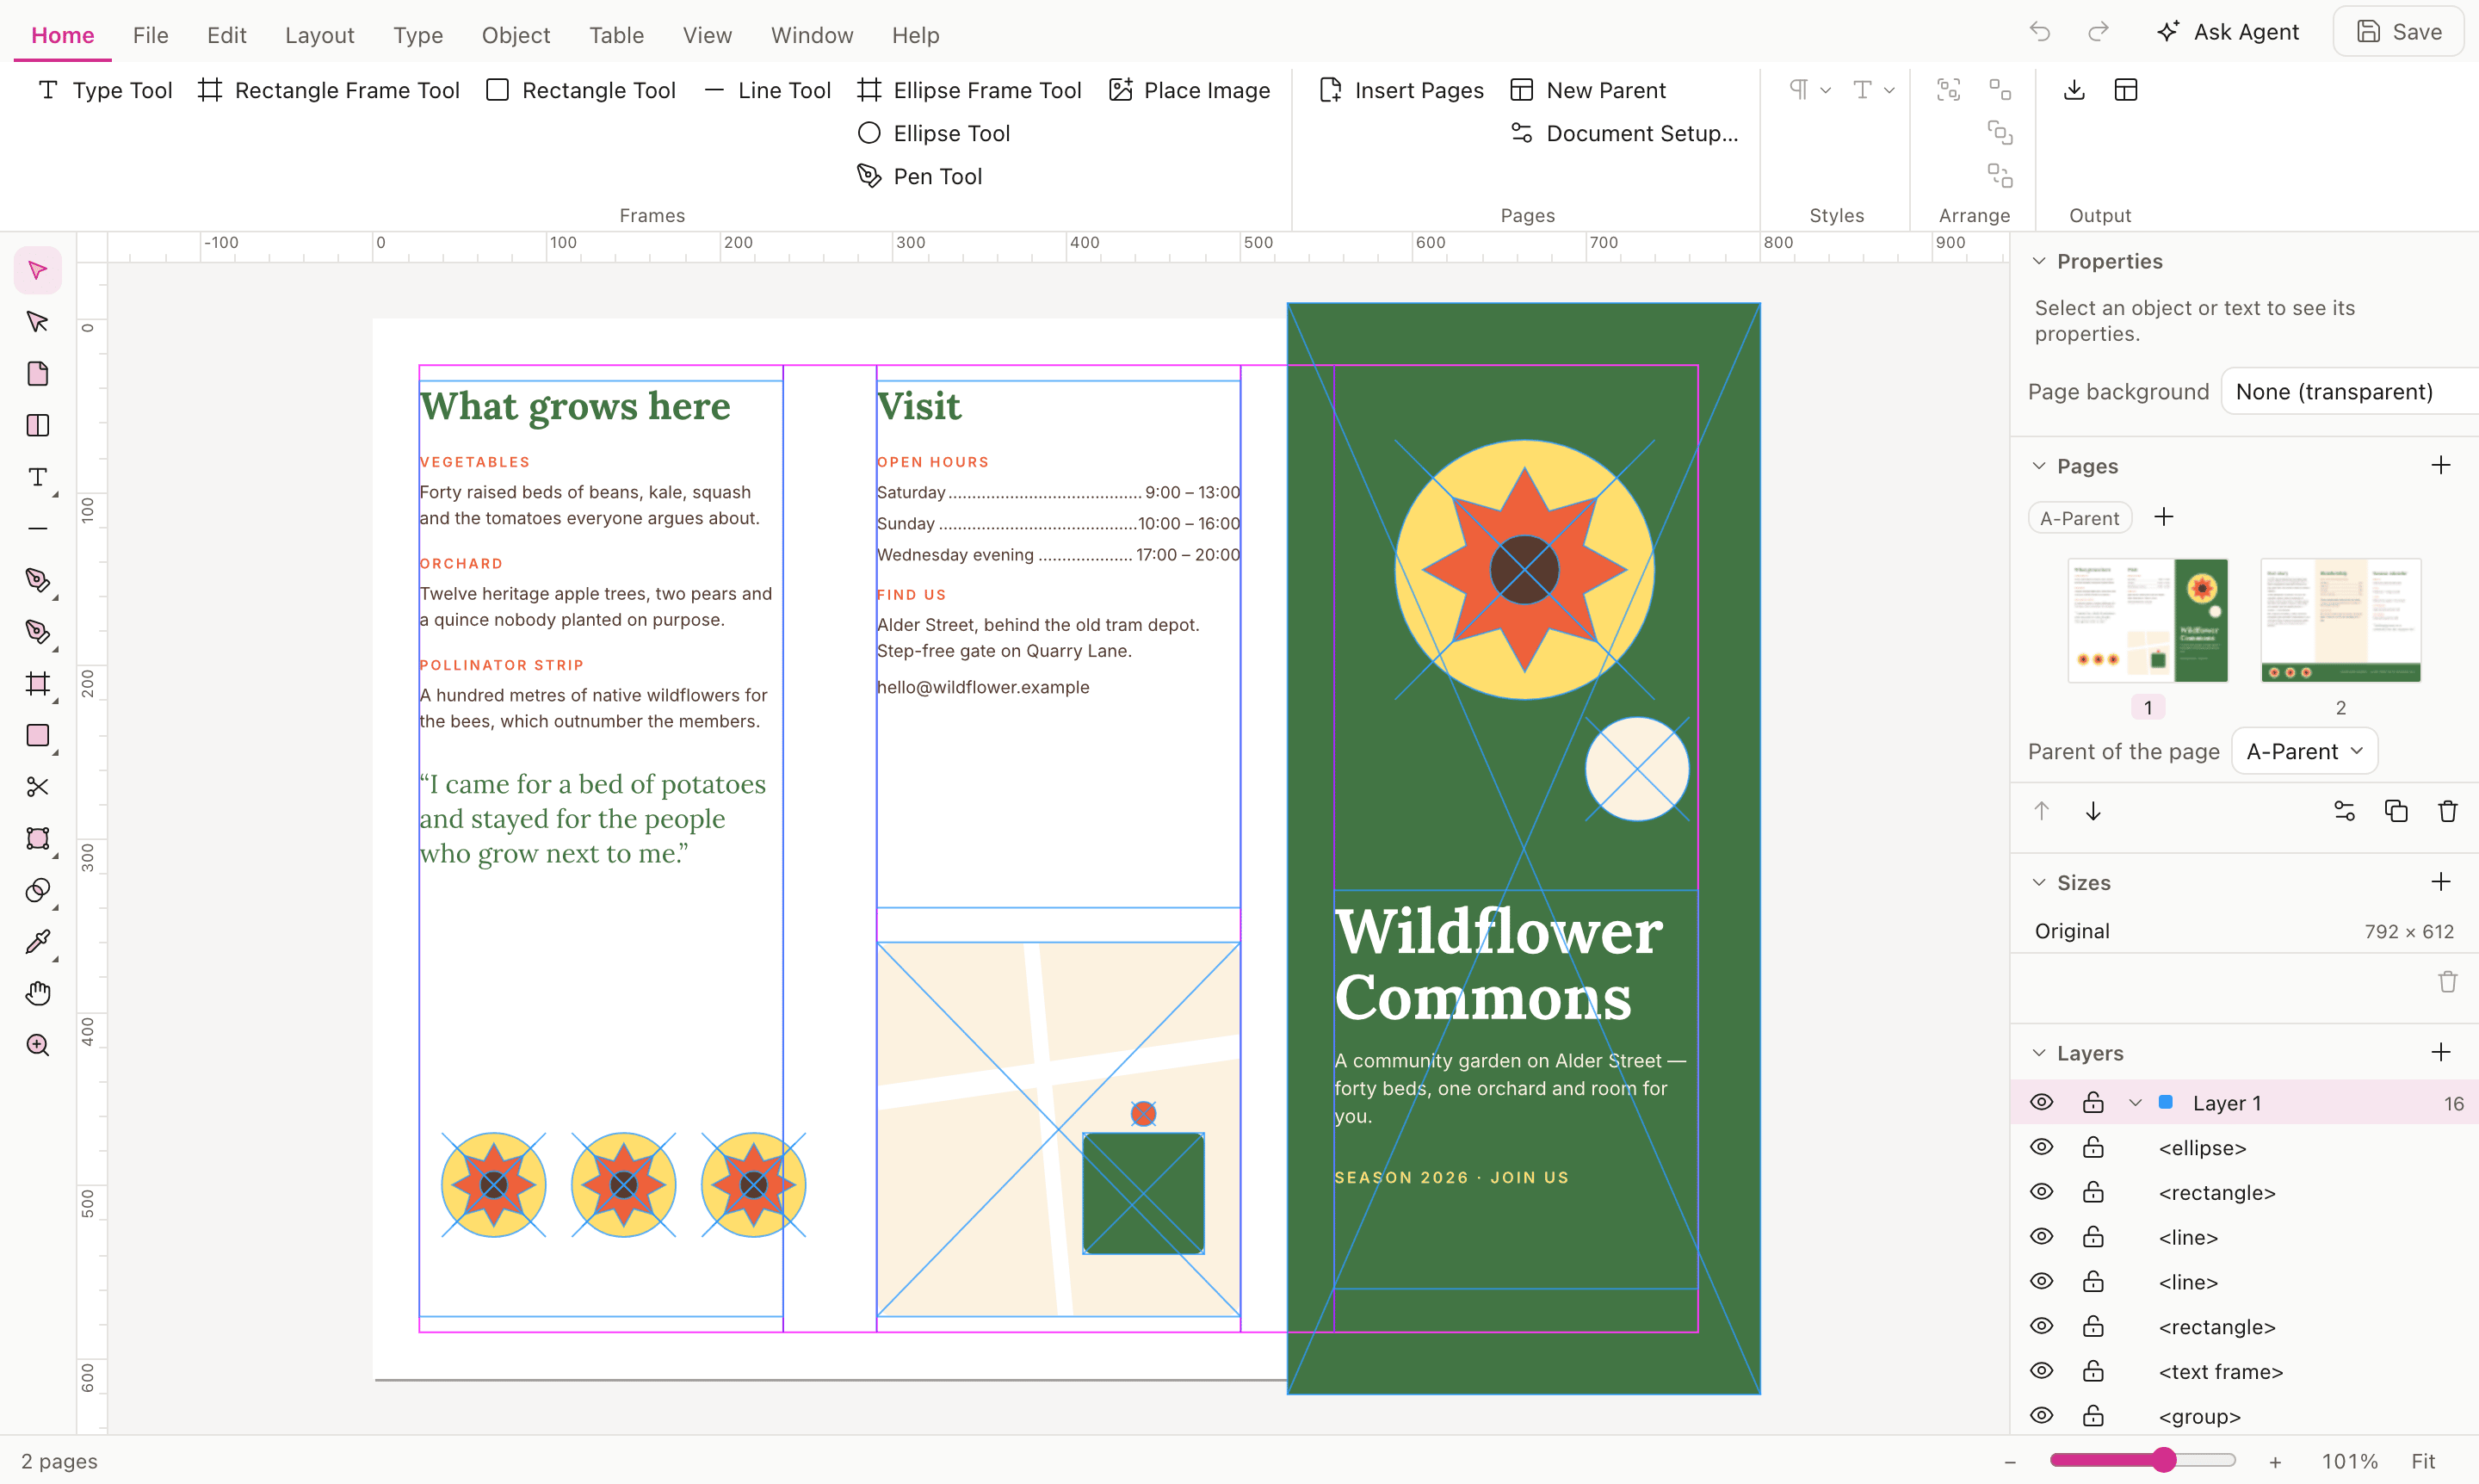 Home File Edit Layout Type Object Table View Window Help
Ask Agent
Save
Type Tool
Rectangle Frame Tool
Rectangle Tool
Line Tool
Ellipse Frame Tool
Place Image
Ellipse Tool
Pen Tool
Frames
Insert Pages
New Parent
Document Setup...
Pages
Styles
Arrange
Output
-100 0 100 200 300 400 500 600 700 800 900
0
100
200
300
400
500
600
What grows here
VEGETABLES
Forty raised beds of beans, kale, squash
and the tomatoes everyone argues about.
ORCHARD
Twelve heritage apple trees, two pears and
a quince nobody planted on purpose.
POLLINATOR STRIP
A hundred metres of native wildflowers for
the bees, which outnumber the members.
“I came for a bed of potatoes
and stayed for the people
who grow next to me.”
Visit
OPEN HOURS
Saturday 9:00 – 13:00
Sunday 10:00 – 16:00
Wednesday evening 17:00 – 20:00
FIND US
Alder Street, behind the old tram depot.
Step-free gate on Quarry Lane.
hello@wildflower.example
Wildflower
Commons
A community garden on Alder Street —
forty beds, one orchard and room for
you.
SEASON 2026 · JOIN US
Properties
Select an object or text to see its
properties.
Page background None (transparent)
Pages
A-Parent
Wildflower
Commons
1 2
Parent of the page A-Parent
Sizes
Original 792 × 612
Layers
Layer 1 16
<ellipse>
<rectangle>
<line>
<line>
<rectangle>
<text frame>
<group>
2 pages
101% Fit